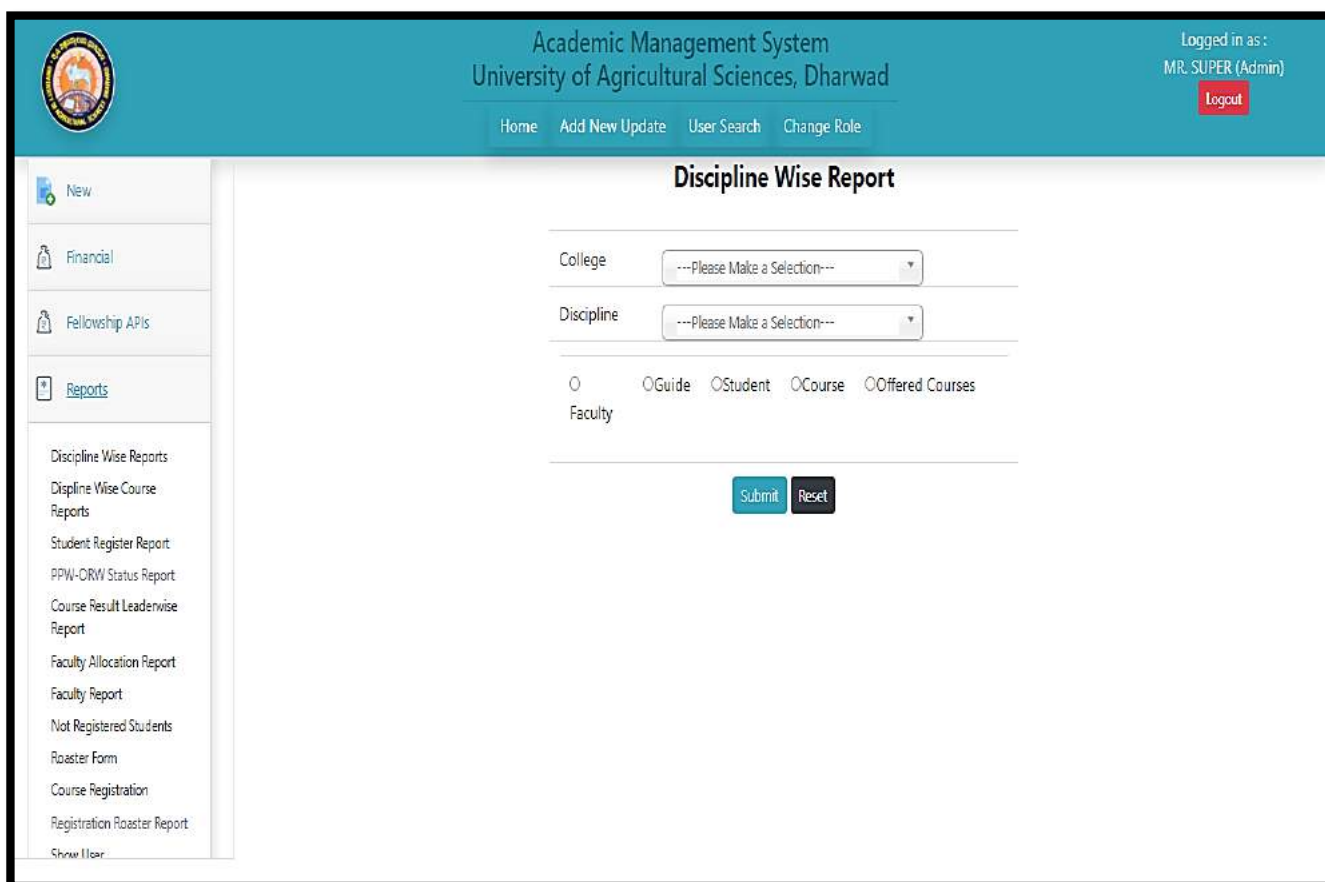 Academic Management System
University of Agricultural Sciences, Dharwad
Logged in as :
MR. SUPER (Admin)
Logout
Home Add New Update User Search Change Role
New
Financial
Fellowship APIs
Reports
Discipline Wise Reports
Displine Wise Course
Reports
Student Register Report
PPW-ORW Status Report
Course Result Leaderwise
Report
Faculty Allocation Report
Faculty Report
Not Registered Students
Roaster Form
Course Registration
Registration Roaster Report
Show User
Discipline Wise Report
College ---Please Make a Selection---
Discipline ---Please Make a Selection---
Guide Student Course Offered Courses
Faculty
Submit Reset